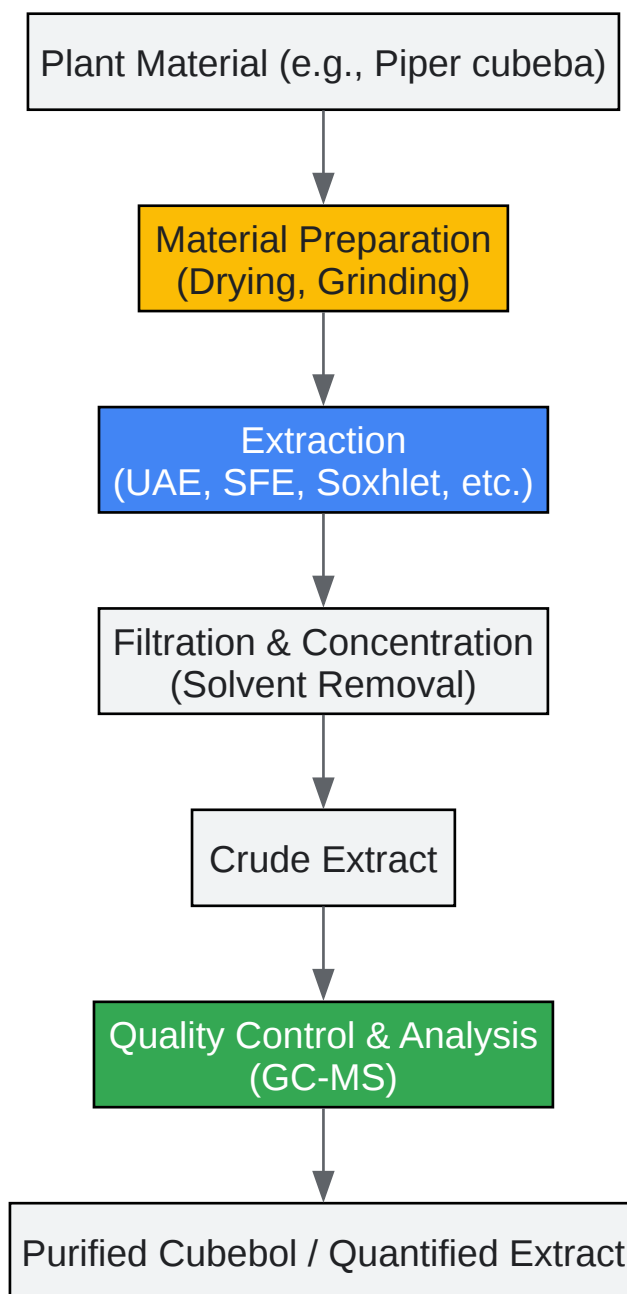 Plant Material (e.g., Piper cubeba)
Material Preparation
(Drying, Grinding)
Extraction
(UAE, SFE, Soxhlet, etc.)
Filtration & Concentration
(Solvent Removal)
Crude Extract
Quality Control & Analysis
(GC-MS)
Purified Cubebol / Quantified Extract